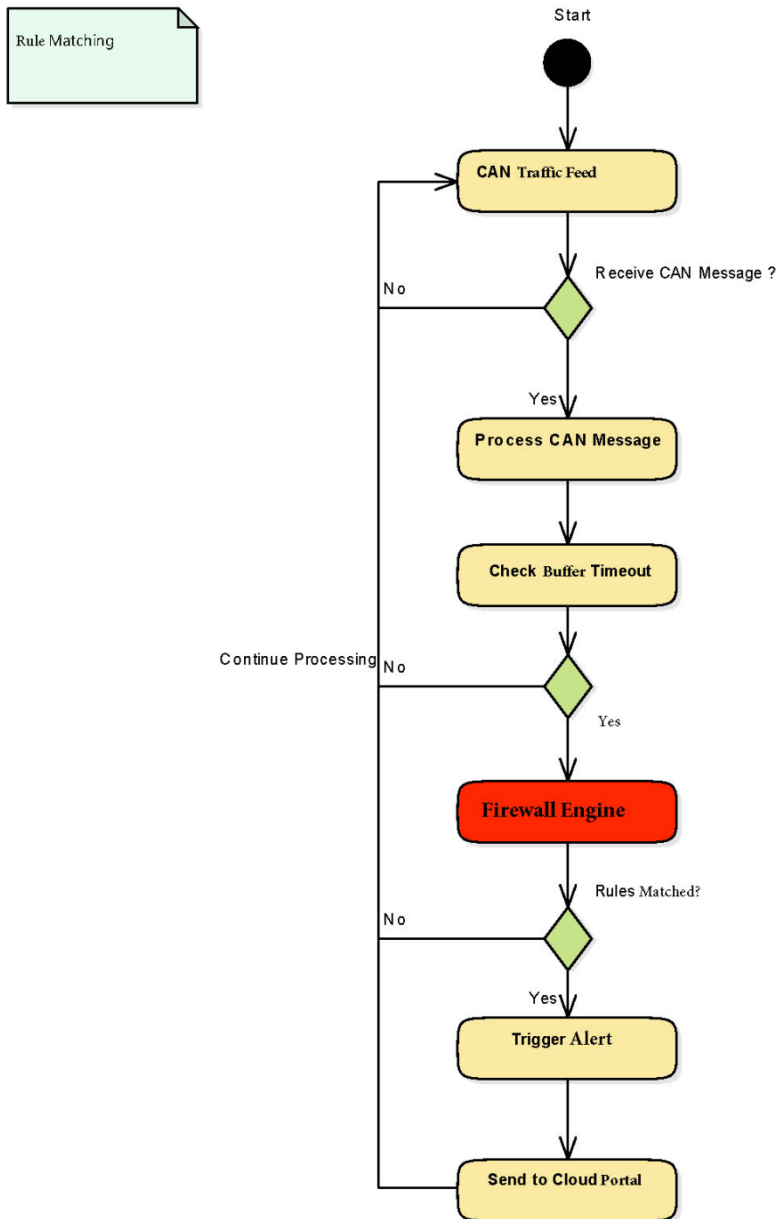 Rule Matching
Start
CAN Traffic Feed
Receive CAN Message ?
No
Yes
Process CAN Message
Check Buffer Timeout
Continue Processing
No
Yes
Firewall Engine
Rules Matched?
No
Yes
Trigger Alert
Send to Cloud Portal